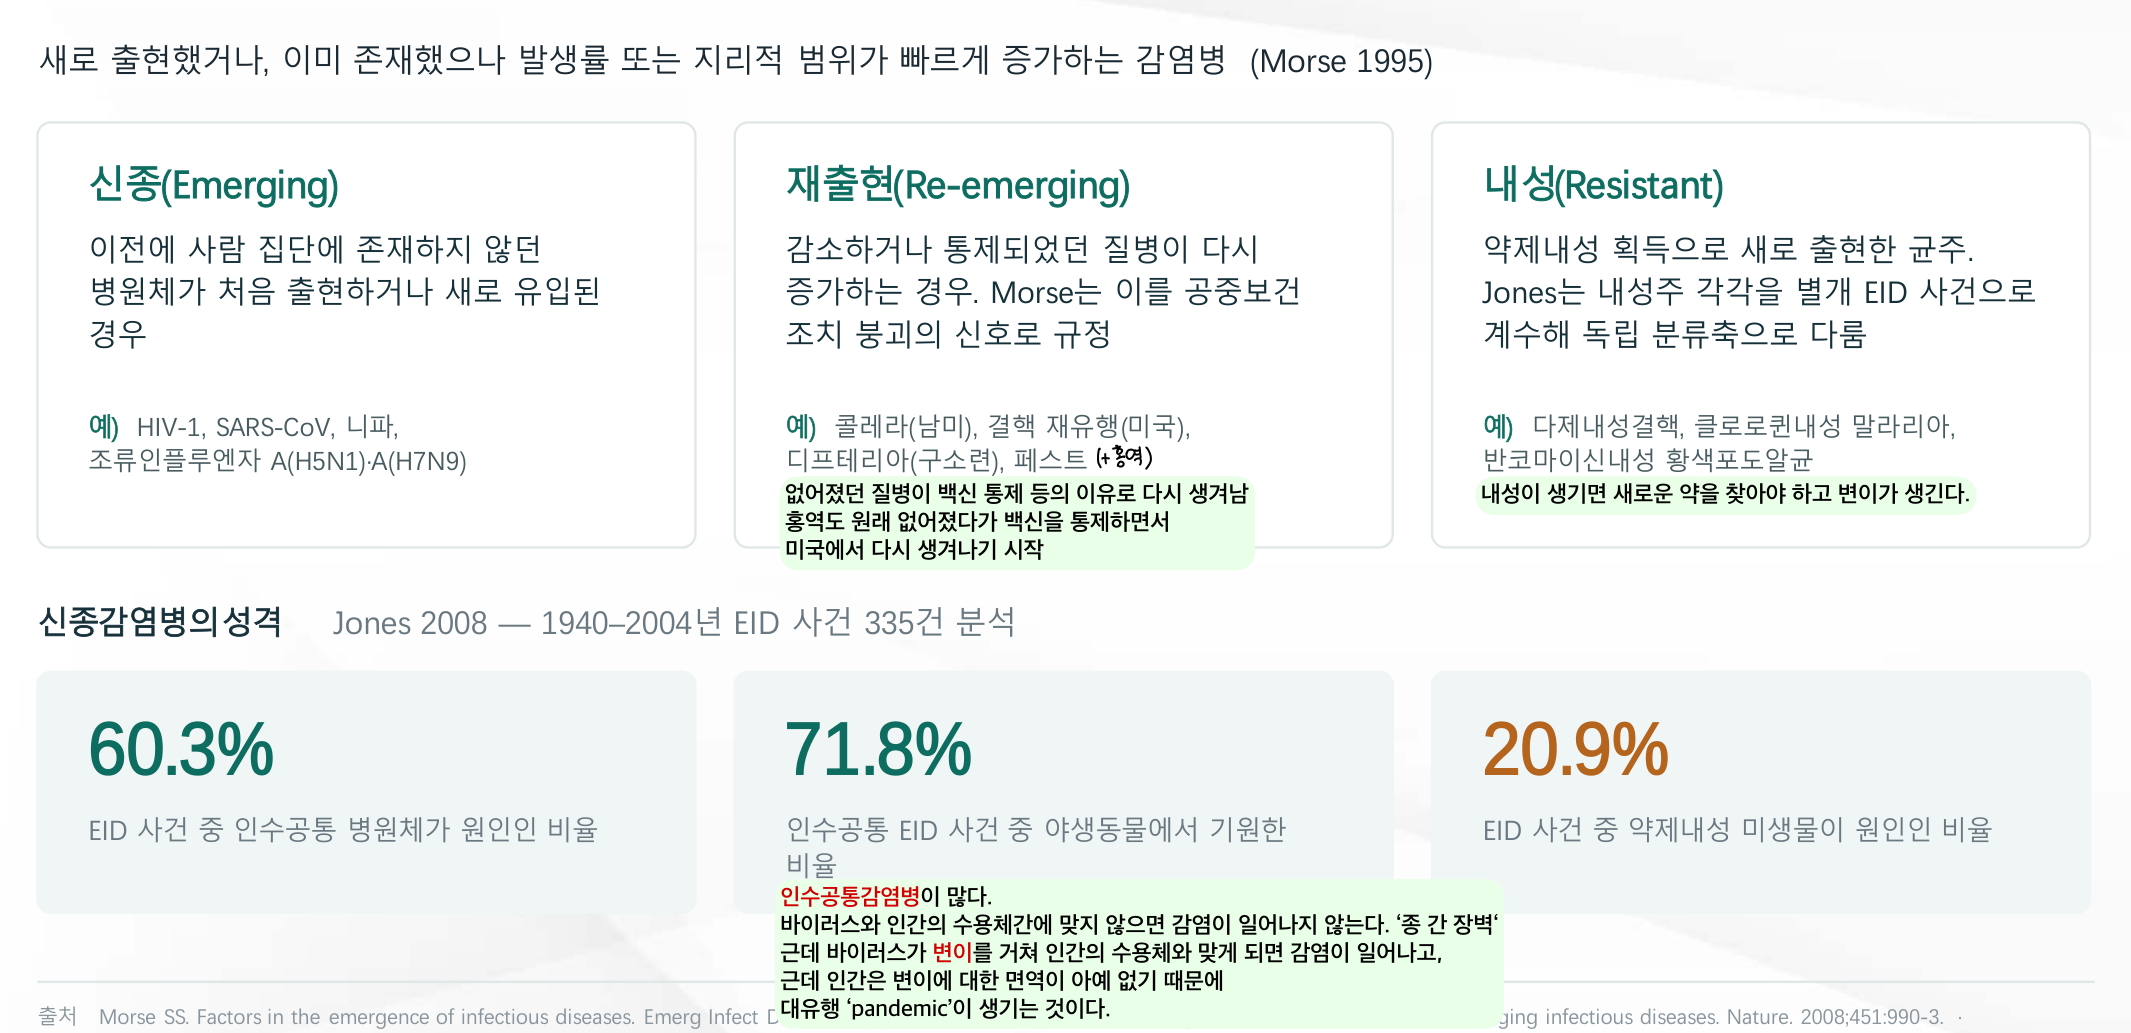 새로 출현했거나, 이미 존재했으나 발생률 또는 지리적 범위가 빠르게 증가하는 감염병 (Morse 1995)
신종(Emerging)
이전에 사람 집단에 존재하지 않던
병원체가 처음 출현하거나 새로 유입된
경우
예) HIV-1, SARS-CoV, 니파,
조류인플루엔자 A(H5N1)·A(H7N9)
재출현(Re-emerging)
감소하거나 통제되었던 질병이 다시
증가하는 경우. Morse는 이를 공중보건
조치 붕괴의 신호로 규정
예) 콜레라(남미), 결핵 재유행(미국),
디프테리아(구소련), 페스트 (+홍역)
없어졌던 질병이 백신 통제 등의 이유로 다시 생겨남
홍역도 원래 없어졌다가 백신을 통제하면서
미국에서 다시 생겨나기 시작
내성(Resistant)
약제내성 획득으로 새로 출현한 균주.
Jones는 내성주 각각을 별개 EID 사건으로
계수해 독립 분류축으로 다룸
예) 다제내성결핵, 클로로퀸내성 말라리아,
반코마이신내성 황색포도알균
내성이 생기면 새로운 약을 찾아야 하고 변이가 생긴다.
신종감염병의성격 Jones 2008 — 1940–2004년 EID 사건 335건 분석
60.3%
EID 사건 중 인수공통 병원체가 원인인 비율
71.8%
인수공통 EID 사건 중 야생동물에서 기원한
비율
인수공통감염병이 많다.
바이러스와 인간의 수용체간에 맞지 않으면 감염이 일어나지 않는다. ‘종 간 장벽‘
근데 바이러스가 변이를 거쳐 인간의 수용체와 맞게 되면 감염이 일어나고,
근데 인간은 변이에 대한 면역이 아예 없기 때문에
대유행 ‘pandemic’이 생기는 것이다.
20.9%
EID 사건 중 약제내성 미생물이 원인인 비율
출처 Morse SS. Factors in the emergence of infectious diseases. Emerg Infect ging infectious diseases. Nature. 2008;451:990-3. ·